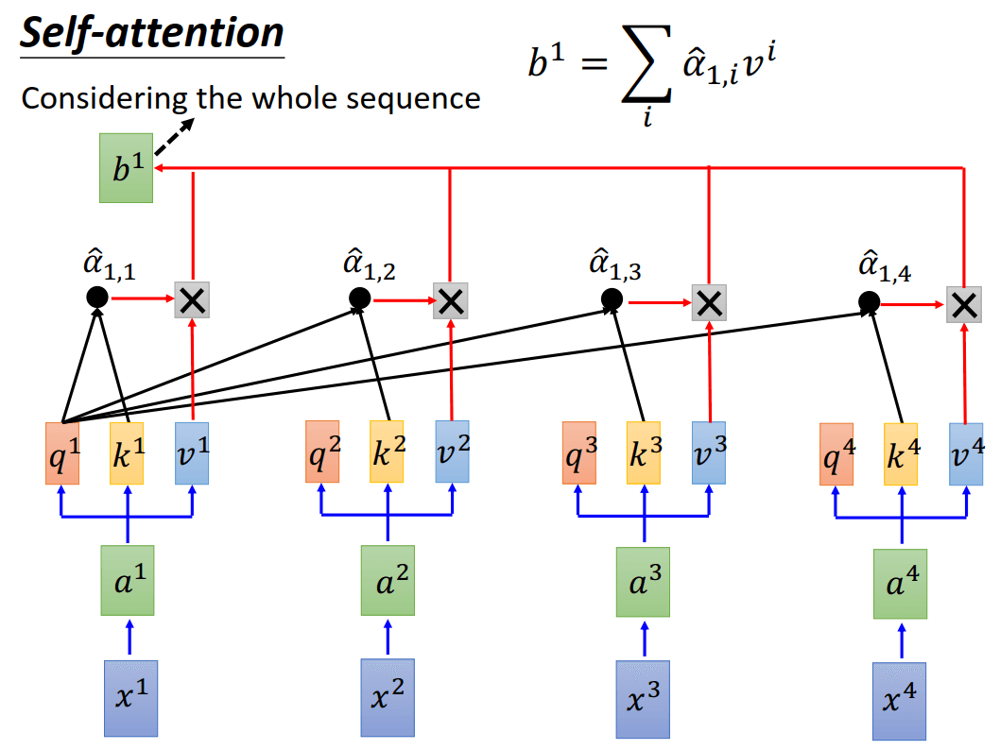 Self-attention
b¹ = ∑ᵢ α̂₁,ᵢvⁱ
Considering the whole sequence
b¹
α̂₁,₁ α̂₁,₂ α̂₁,₃ α̂₁,₄
× × × ×
q¹ k¹ v¹ q² k² v² q³ k³ v³ q⁴ k⁴ v⁴
a¹ a² a³ a⁴
x¹ x² x³ x⁴